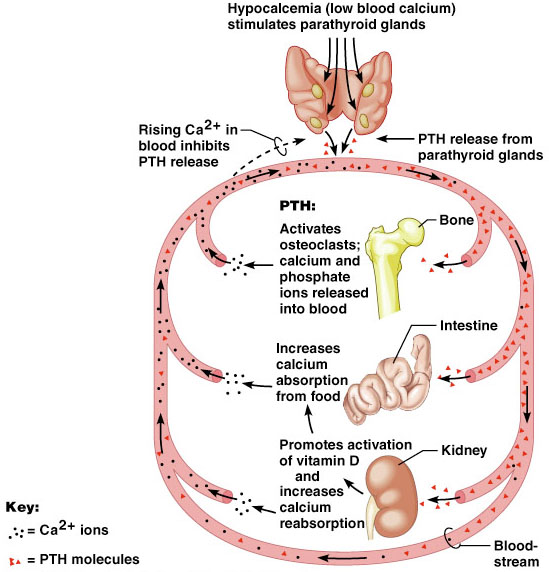 Hypocalcemia (low blood calcium)
stimulates parathyroid glands
Rising Ca2+ in
blood inhibits
PTH release
PTH release from
parathyroid glands
PTH:
Activates
osteoclasts;
calcium and
phosphate
ions released
into blood
Bone
Increases
calcium
absorption
from food
Intestine
Promotes activation
of vitamin D
and
increases
calcium
reabsorption
Kidney
Blood-
stream
Key:
= Ca2+ ions
= PTH molecules